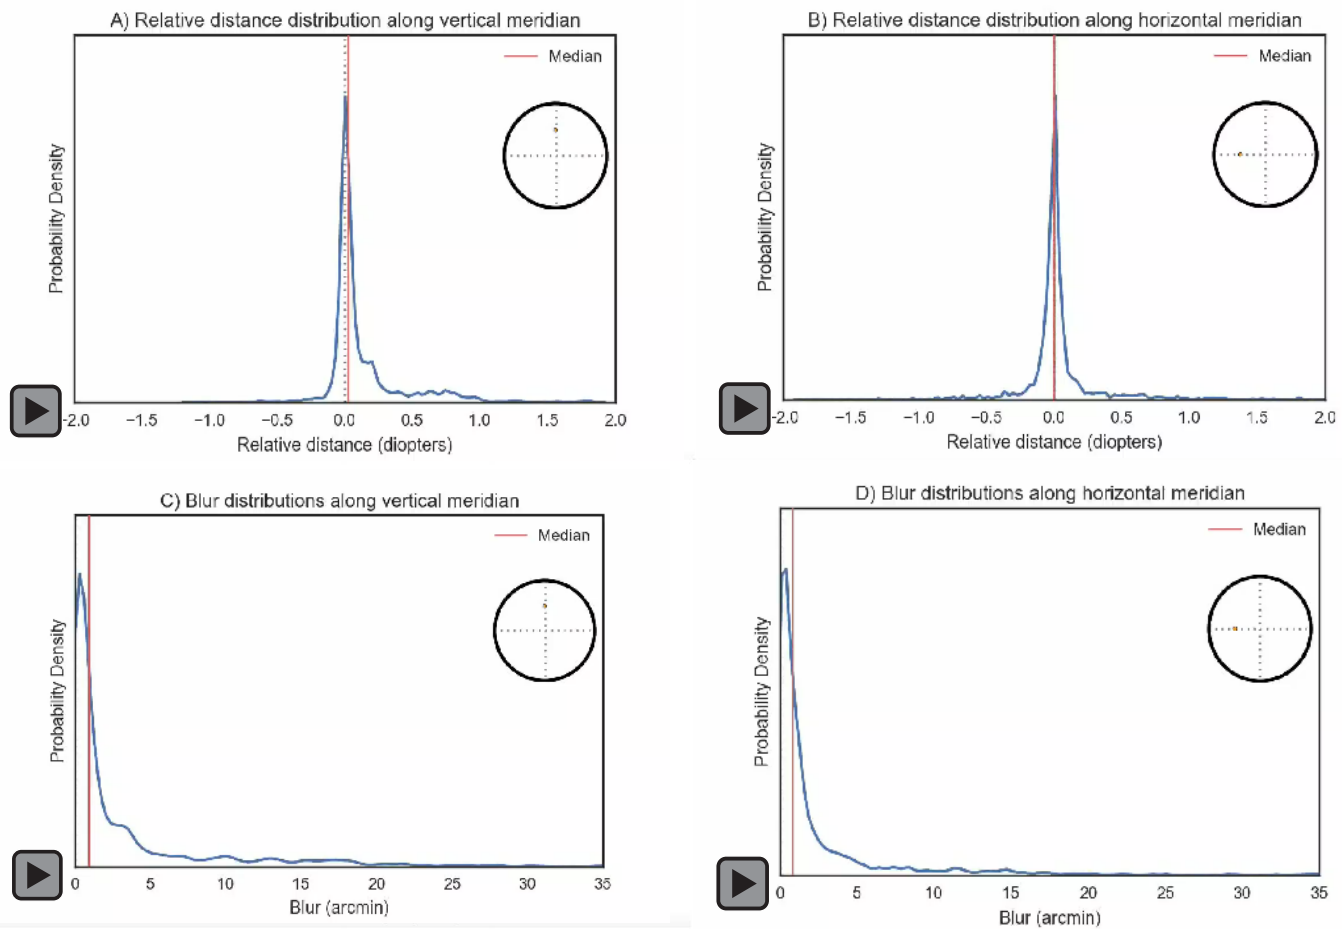 A) Relative distance distribution along vertical meridian
Median
Probability Density
-2.0 −1.5 −1.0 −0.5 0.0 0.5 1.0 1.5 2.0
Relative distance (diopters)
B) Relative distance distribution along horizontal meridian
Median
Probability Density
-2.0 −1.5 −1.0 −0.5 0.0 0.5 1.0 1.5 2.0
Relative distance (diopters)
C) Blur distributions along vertical meridian
Median
Probability Density
0 5 10 15 20 25 30 35
Blur (arcmin)
D) Blur distributions along horizontal meridian
Median
Probability Density
0 5 10 15 20 25 30 35
Blur (arcmin)